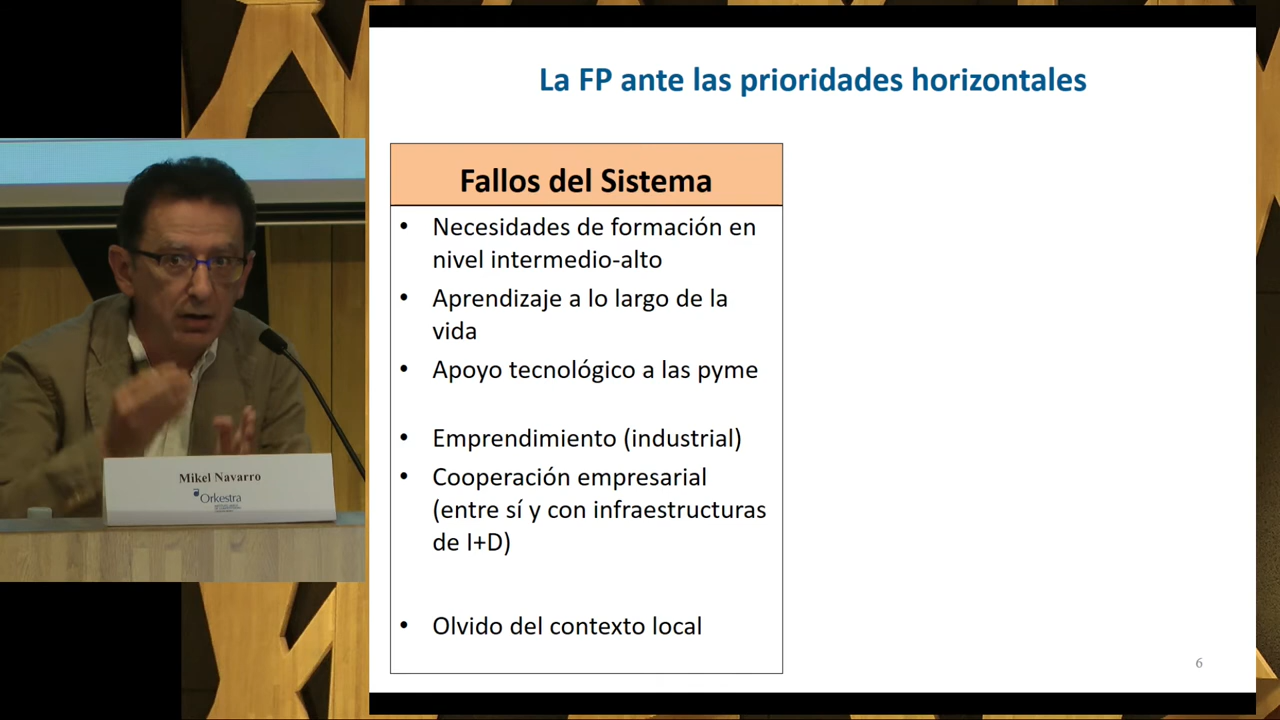 La FP ante las prioridades horizontales
Fallos del Sistema
• Necesidades de formación en
nivel intermedio-alto
• Aprendizaje a lo largo de la
vida
• Apoyo tecnológico a las pyme
• Emprendimiento (industrial)
• Cooperación empresarial
(entre sí y con infraestructuras
de I+D)
• Olvido del contexto local
6
Mikel Navarro
Orkestra